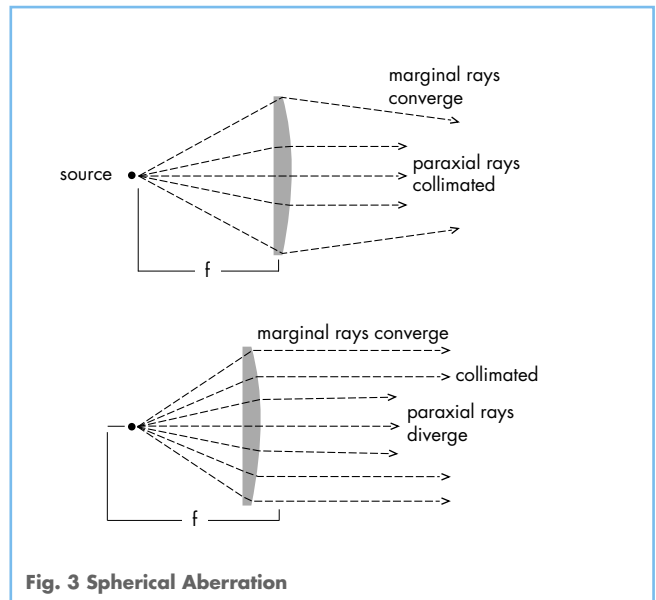 marginal rays
converge
source
paraxial rays
collimated
f
marginal rays converge
collimated
paraxial rays
diverge
f
Fig. 3 Spherical Aberration